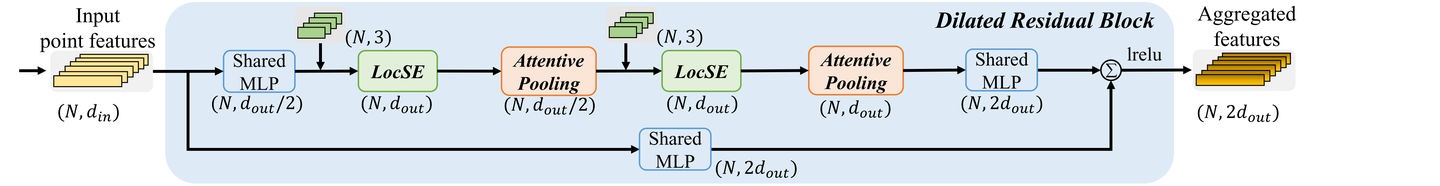 Input
point features
(N, d_in)
Shared
MLP
(N, d_out/2)
(N, 3)
LocSE
(N, d_out)
Attentive
Pooling
(N, d_out/2)
(N, 3)
LocSE
(N, d_out)
Attentive
Pooling
(N, d_out)
Dilated Residual Block
Shared
MLP
(N, 2d_out)
Σ
lrelu
Shared
MLP
(N, 2d_out)
Aggregated
features
(N, 2d_out)